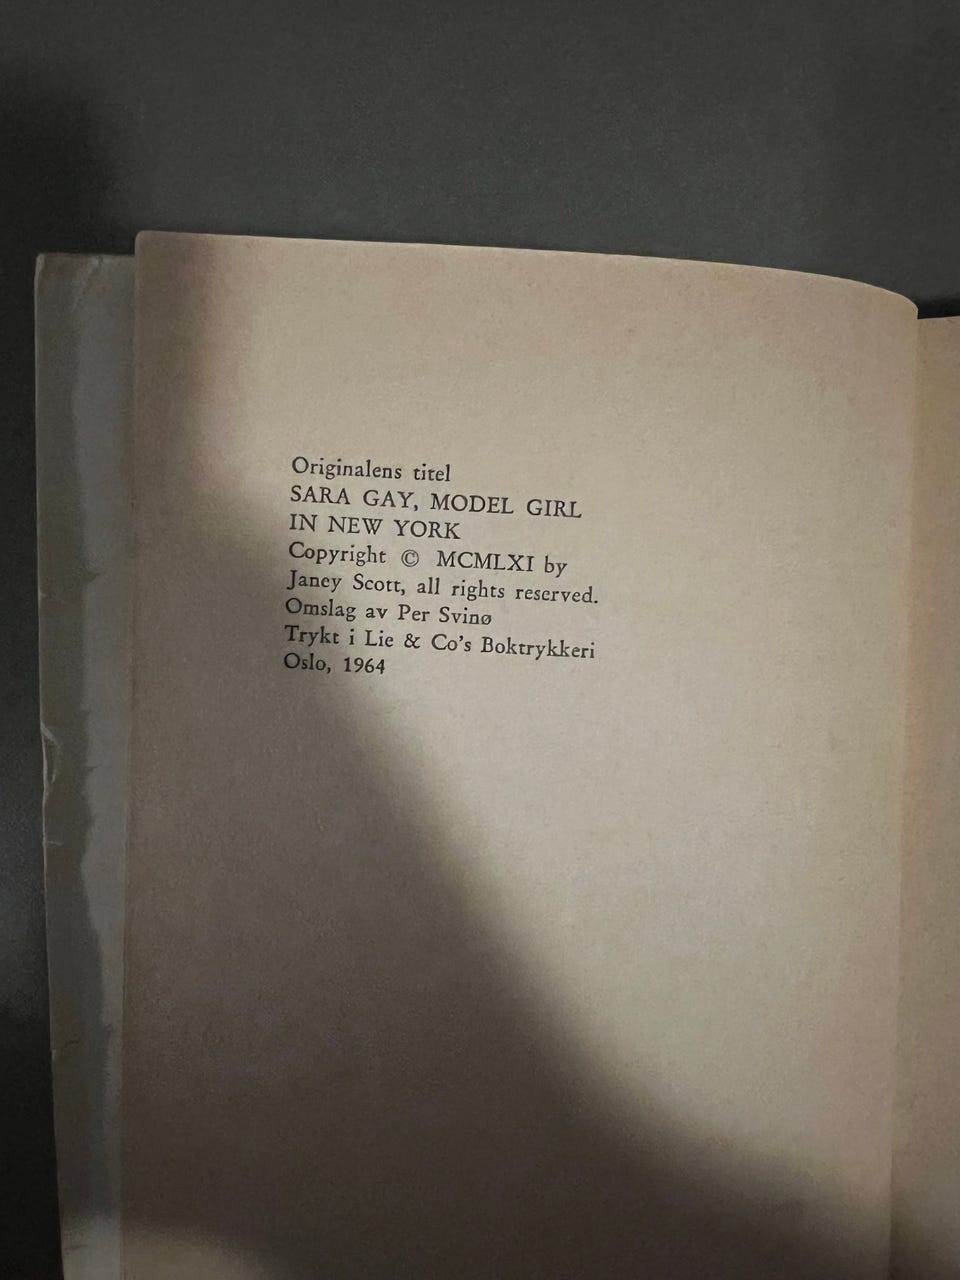 Originalens titel
SARA GAY, MODEL GIRL
IN NEW YORK
Copyright © MCMLXI by
Janey Scott, all rights reserved.
Omslag av Per Svinø
Trykt i Lie & Co's Boktrykkeri
Oslo, 1964